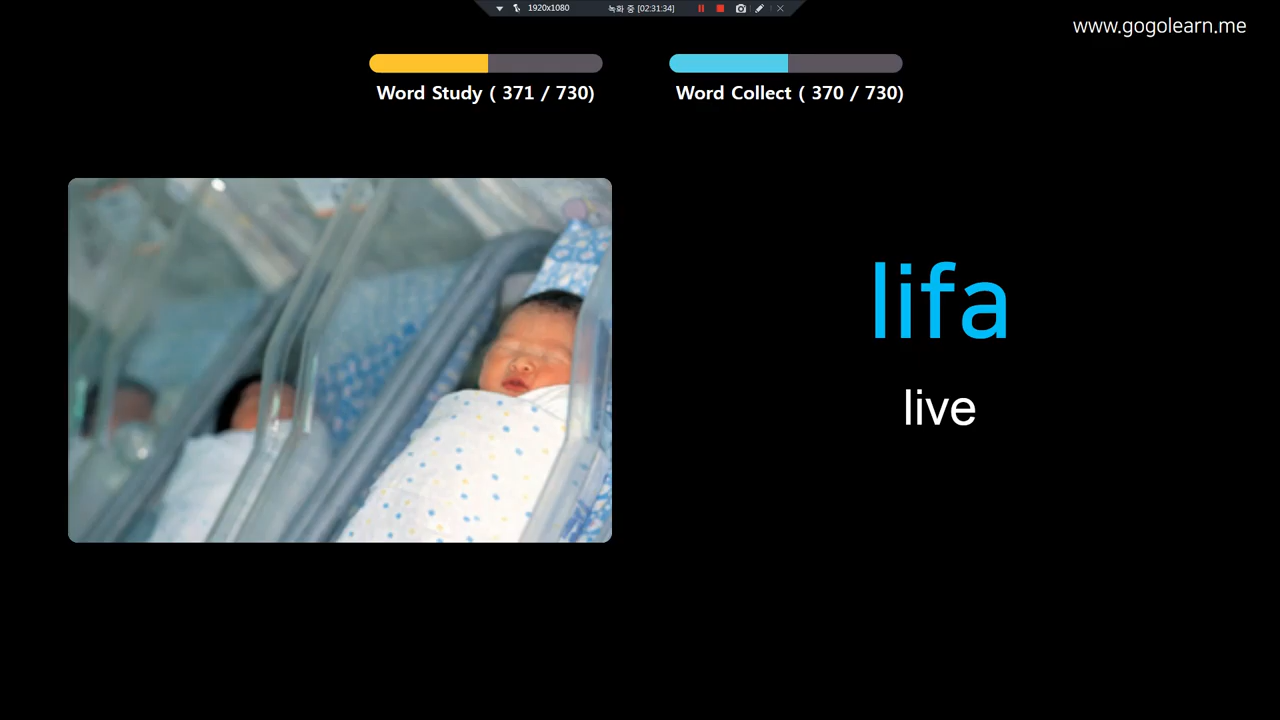 1920x1080 녹화 중 [02:31:34]
www.gogolearn.me
Word Study ( 371 / 730)
Word Collect ( 370 / 730)
lifa
live